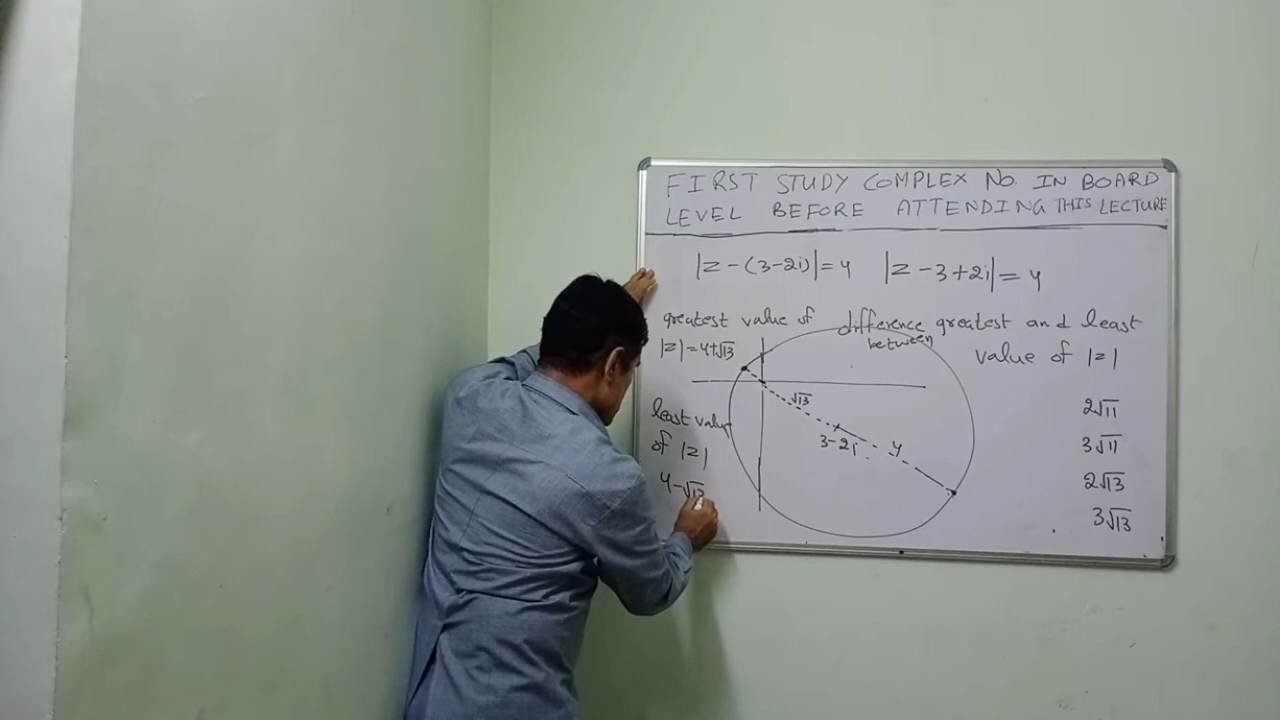 FIRST STUDY COMPLEX NO. IN BOARD
LEVEL BEFORE ATTENDING THIS LECTURE
|z-(3-2i)|=4 |z-3+2i|=4
greatest value of
|z|=4+√13
difference greatest and least
between
value of |z|
least value
of |z|
4-√13
√13
3-2i
4
2√11
3√11
2√13
3√13